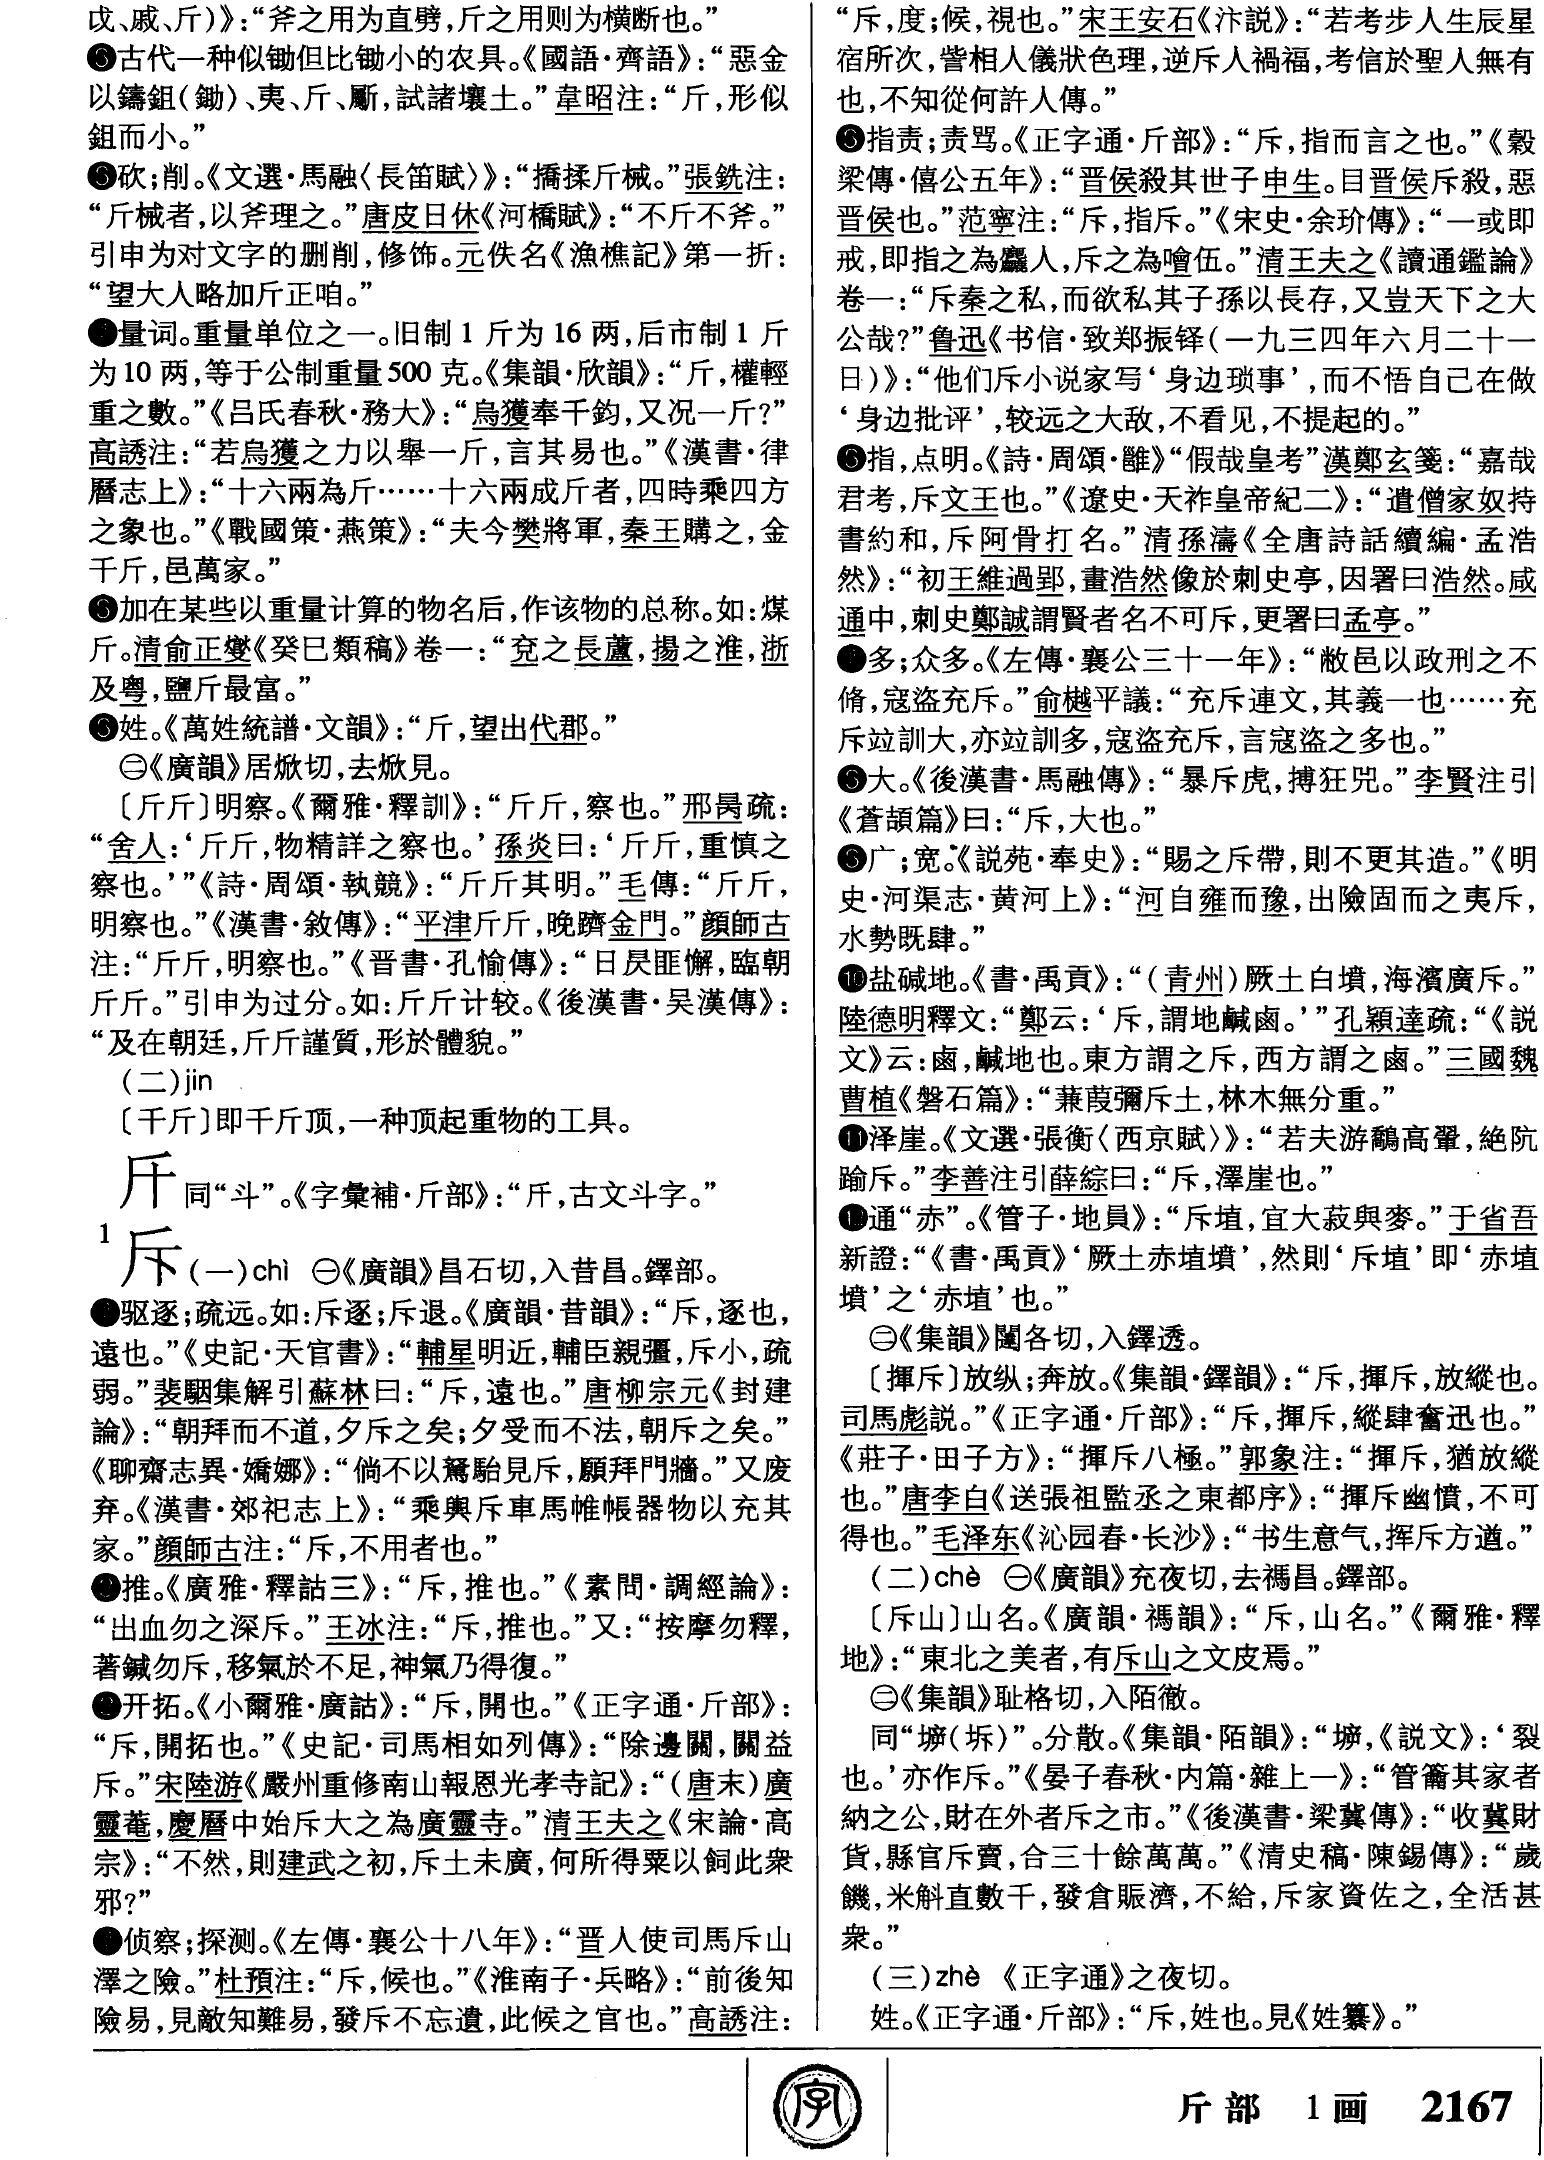 戉、戚、斤)》：“斧之用为直劈，斤之用则为横断也。”
❸古代一种似锄但比锄小的农具。《國語·齊語》：“惡金
以鑄鉏(鋤)、夷、斤、斸，試諸壤土。”韋昭注：“斤，形似
鉏而小。”
砍；削。《文選·馬融〈長笛賦〉》：“撟揉斤械。”張銑注：
“斤械者，以斧理之。”唐皮日休《河橋賦》：“不斤不斧。”
引申为对文字的删削，修饰。元佚名《漁樵記》第一折：
“望大人略加斤正咱。”
量词。重量单位之一。旧制1斤为16两，后市制1斤
为10两，等于公制重量500克。《集韻·欣韻》：“斤，權輕
重之數。”《吕氏春秋·務大》：“烏獲奉千鈞，又况一斤？”
高誘注：“若烏獲之力以舉一斤，言其易也。”《漢書·律
曆志上》：“十六兩為斤……十六兩成斤者，四時乘四方
之象也。”《戰國策·燕策》：“夫今樊將軍，秦王購之，金
千斤，邑萬家。”
加在某些以重量计算的物名后，作该物的总称。如：煤
斤。清俞正燮《癸巳類稿》卷一：“兗之長蘆，揚之淮，浙
及粤，鹽斤最富。”
姓。《萬姓統譜·文韻》：“斤，望出代郡。”
㊁《廣韻》居焮切，去焮見。
〔斤斤〕明察。《爾雅·釋訓》：“斤斤，察也。”邢昺疏：
“舍人：‘斤斤，物精詳之察也。’孫炎曰：‘斤斤，重慎之
察也。’”《詩·周頌·執競》：“斤斤其明。”毛傳：“斤斤，
明察也。”《漢書·敘傳》：“平津斤斤，晚躋金門。”顔師古
注：“斤斤，明察也。”《晋書·孔愉傳》：“日昃匪懈，臨朝
斤斤。”引申为过分。如：斤斤计较。《後漢書·吴漢傳》：
“及在朝廷，斤斤謹質，形於體貌。”
(二)jin
〔千斤〕即千斤顶，一种顶起重物的工具。
斤 同“斗”。《字彙補·斤部》：“斤，古文斗字。”
1 斥 (一)chì ㊀《廣韻》昌石切，入昔昌。鐸部。
❶驱逐；疏远。如：斥逐；斥退。《廣韻·昔韻》：“斥，逐也，
遠也。”《史記·天官書》：“輔星明近，輔臣親彊，斥小，疏
弱。”裴駰集解引蘇林曰：“斥，遠也。”唐柳宗元《封建
論》：“朝拜而不道，夕斥之矣；夕受而不法，朝斥之矣。”
《聊齋志異·嬌娜》：“倘不以駑駘見斥，願拜門牆。”又废
弃。《漢書·郊祀志上》：“乘輿斥車馬帷帳器物以充其
家。”顔師古注：“斥，不用者也。”
❷推。《廣雅·釋詁三》：“斥，推也。”《素問·調經論》：
“出血勿之深斥。”王冰注：“斥，推也。”又：“按摩勿釋，
著鍼勿斥，移氣於不足，神氣乃得復。”
开拓。《小爾雅·廣詁》：“斥，開也。”《正字通·斤部》：
“斥，開拓也。”《史記·司馬相如列傳》：“除邊關，關益
斥。”宋陸游《嚴州重修南山報恩光孝寺記》：“(唐末)廣
靈菴，慶曆中始斥大之為廣靈寺。”清王夫之《宋論·高
宗》：“不然，則建武之初，斥土未廣，何所得粟以飼此衆
邪？”
侦察；探测。《左傳·襄公十八年》：“晋人使司馬斥山
澤之險。”杜預注：“斥，候也。”《淮南子·兵略》：“前後知
險易，見敵知難易，發斥不忘遺，此候之官也。”高誘注：
“斥，度；候，視也。”宋王安石《汴説》：“若考步人生辰星
宿所次，訾相人儀狀色理，逆斥人禍福，考信於聖人無有
也，不知從何許人傳。”
指责；责骂。《正字通·斤部》：“斥，指而言之也。”《穀
梁傳·僖公五年》：“晋侯殺其世子申生。目晋侯斥殺，惡
晋侯也。”范寧注：“斥，指斥。”《宋史·余玠傳》：“一或即
戒，即指之為麤人，斥之為噲伍。”清王夫之《讀通鑑論》
卷一：“斥秦之私，而欲私其子孫以長存，又豈天下之大
公哉？”鲁迅《书信·致郑振铎(一九三四年六月二十一
日)》：“他们斥小说家写‘身边琐事’，而不悟自己在做
‘身边批评’，较远之大敌，不看见，不提起的。”
指，点明。《詩·周頌·雝》“假哉皇考”漢鄭玄箋：“嘉哉
君考，斥文王也。”《遼史·天祚皇帝紀二》：“遣僧家奴持
書約和，斥阿骨打名。”清孫濤《全唐詩話續編·孟浩
然》：“初王維過郢，畫浩然像於刺史亭，因署曰浩然。咸
通中，刺史鄭誠謂賢者名不可斥，更署曰孟亭。”
多；众多。《左傳·襄公三十一年》：“敝邑以政刑之不
脩，寇盗充斥。”俞樾平議：“充斥連文，其義一也……充
斥竝訓大，亦竝訓多，寇盗充斥，言寇盗之多也。”
大。《後漢書·馬融傳》：“暴斥虎，搏狂兕。”李賢注引
《蒼頡篇》曰：“斥，大也。”
广；宽。《説苑·奉史》：“賜之斥帶，則不更其造。”《明
史·河渠志·黄河上》：“河自雍而豫，出險固而之夷斥，
水勢既肆。”
❿盐碱地。《書·禹貢》：“(青州)厥土白墳，海濱廣斥。”
陸德明釋文：“鄭云：‘斥，謂地鹹鹵。’”孔穎達疏：“《説
文》云：鹵，鹹地也。東方謂之斥，西方謂之鹵。”三國魏
曹植《磐石篇》：“蒹葭彌斥土，林木無分重。”
⓫泽崖。《文選·張衡〈西京賦〉》：“若夫游鷮高翬，絶阬
踰斥。”李善注引薛綜曰：“斥，澤崖也。”
通“赤”。《管子·地員》：“斥埴，宜大菽與麥。”于省吾
新證：“《書·禹貢》‘厥土赤埴墳’，然則‘斥埴’即‘赤埴
墳’之‘赤埴’也。”
㊁《集韻》闥各切，入鐸透。
〔揮斥〕放纵；奔放。《集韻·鐸韻》：“斥，揮斥，放縱也。
司馬彪説。”《正字通·斤部》：“斥，揮斥，縱肆奮迅也。”
《莊子·田子方》：“揮斥八極。”郭象注：“揮斥，猶放縱
也。”唐李白《送張祖監丞之東都序》：“揮斥幽憤，不可
得也。”毛泽东《沁园春·长沙》：“书生意气，挥斥方遒。”
(二)chè ㊀《廣韻》充夜切，去禡昌。鐸部。
〔斥山〕山名。《廣韻·禡韻》：“斥，山名。”《爾雅·釋
地》：“東北之美者，有斥山之文皮焉。”
㊁《集韻》耻格切，入陌徹。
同“㙤(坼)”。分散。《集韻·陌韻》：“㙤，《説文》：‘裂
也。’亦作斥。”《晏子春秋·内篇·雜上一》：“管籥其家者
納之公，財在外者斥之市。”《後漢書·梁冀傳》：“收冀財
貨，縣官斥賣，合三十餘萬萬。”《清史稿·陳錫傳》：“歲
饑，米斛直數千，發倉賑濟，不給，斥家資佐之，全活甚
衆。”
(三)zhè 《正字通》之夜切。
姓。《正字通·斤部》：“斥，姓也。見《姓纂》。”
字
斤部 1画 2167